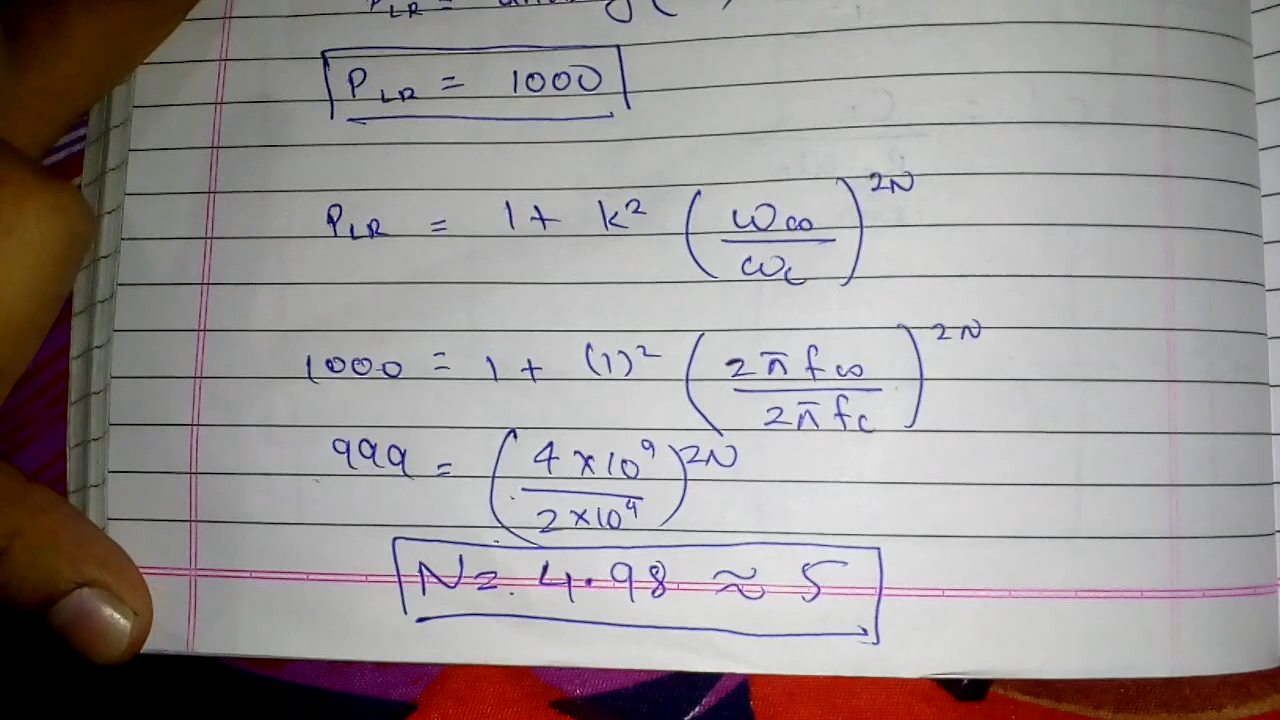 P_LR =
P_LR = 1000
P_LR = 1 + k² (ω∞/ωc)^2N
1000 = 1 + (1)² (2π f∞/2π fc)^2N
999 = (4 × 10⁹/2 × 10⁹)^2N
N = 4.98 ≈ 5